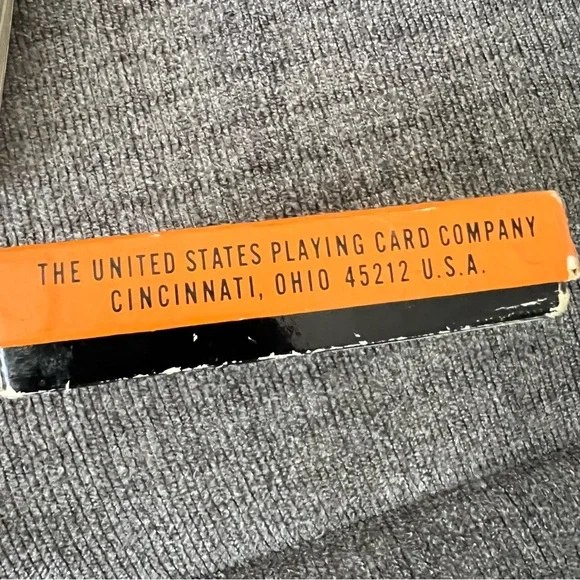 THE UNITED STATES PLAYING CARD COMPANY
CINCINNATI, OHIO 45212 U.S.A.